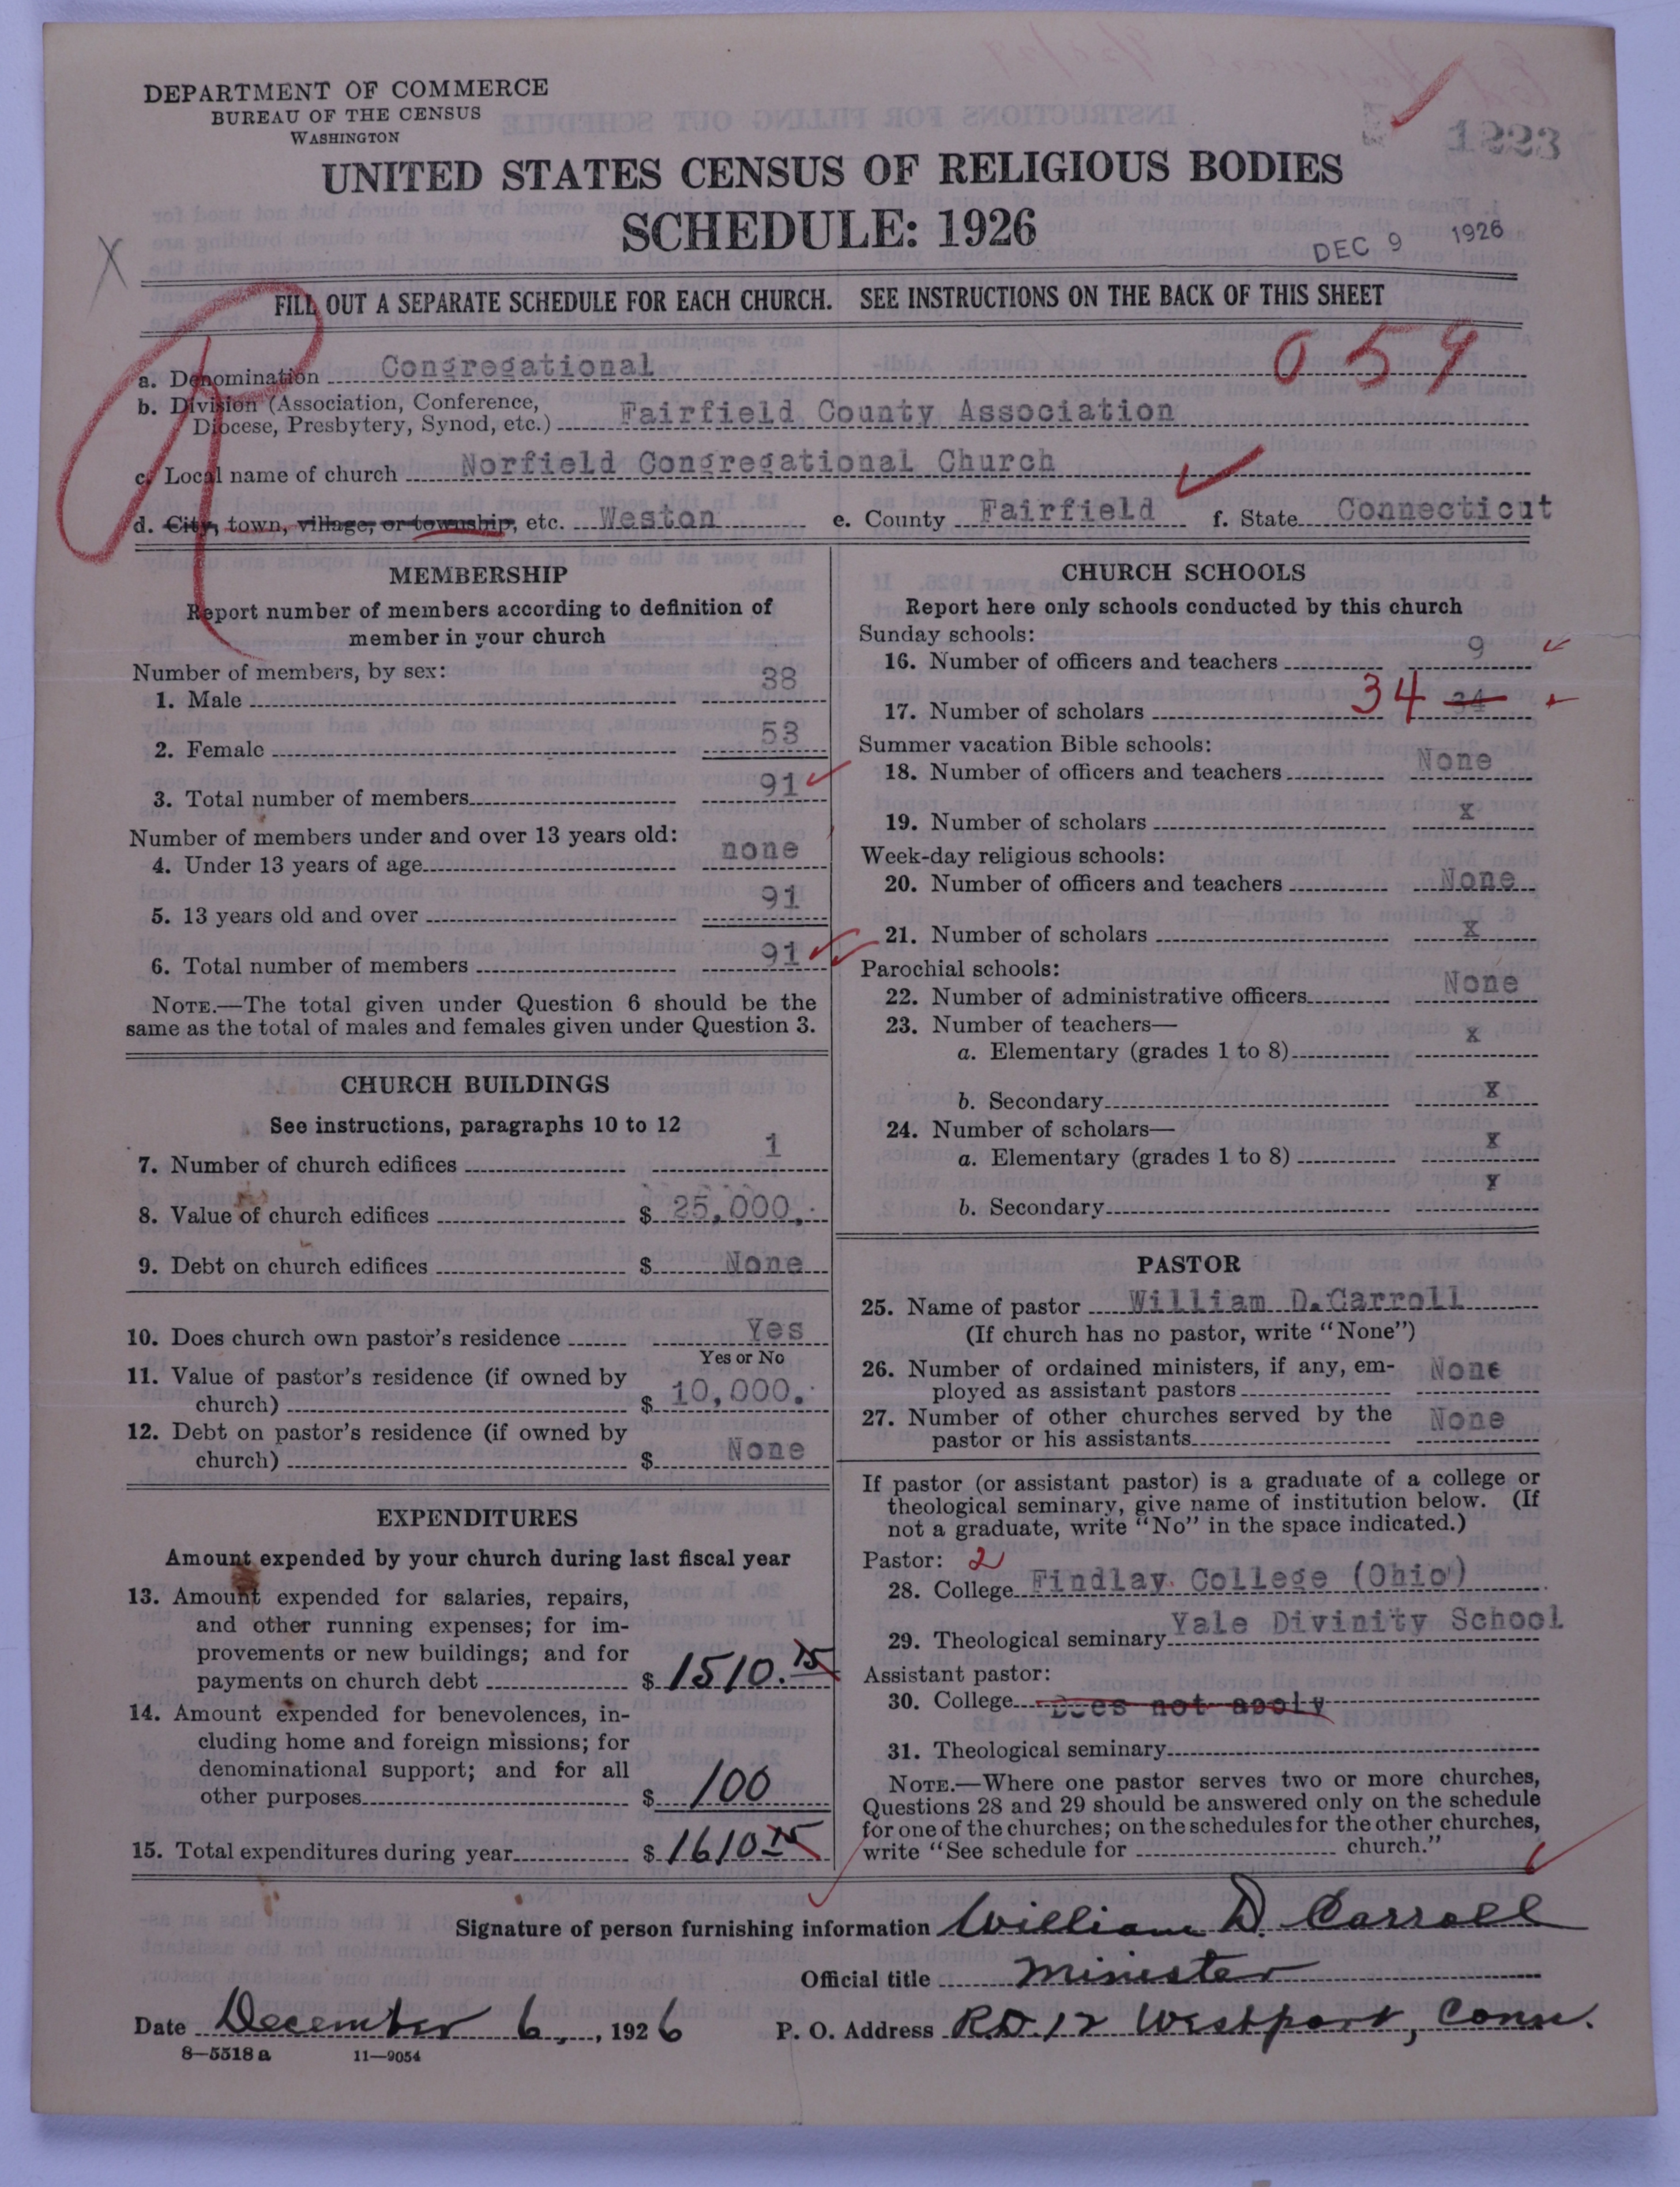 DEPARTMENT OF COMMERCE
BUREAU OF THE CENSUS
WASHINGTON
1223
UNITED STATES CENSUS OF RELIGIOUS BODIES
SCHEDULE: 1926
DEC 9 1926
X
FILL OUT A SEPARATE SCHEDULE FOR EACH CHURCH. SEE INSTRUCTIONS ON THE BACK OF THIS SHEET
R
059
a. Denomination Congregational
b. Division (Association, Conference,
Diocese, Presbytery, Synod, etc.) Fairfield County Association
c. Local name of church Norfield Congregational Church
d. City, town, village, or township, etc. Weston e. County Fairfield f. State Connecticut
MEMBERSHIP
Report number of members according to definition of
member in your church
Number of members, by sex:
1. Male 38
2. Female 53
3. Total number of members 91
Number of members under and over 13 years old:
4. Under 13 years of age none
5. 13 years old and over 91
6. Total number of members 91
NOTE.—The total given under Question 6 should be the
same as the total of males and females given under Question 3.
CHURCH BUILDINGS
See instructions, paragraphs 10 to 12
7. Number of church edifices 1
8. Value of church edifices $ 25,000.
9. Debt on church edifices $ None
10. Does church own pastor's residence Yes
Yes or No
11. Value of pastor's residence (if owned by
church) $ 10,000.
12. Debt on pastor's residence (if owned by
church) $ None
EXPENDITURES
Amount expended by your church during last fiscal year
13. Amount expended for salaries, repairs,
and other running expenses; for im-
provements or new buildings; and for
payments on church debt $ 1510.15
14. Amount expended for benevolences, in-
cluding home and foreign missions; for
denominational support; and for all
other purposes $ 100
15. Total expenditures during year $ 1610 15
CHURCH SCHOOLS
Report here only schools conducted by this church
Sunday schools:
16. Number of officers and teachers 9
17. Number of scholars 34 34
Summer vacation Bible schools:
18. Number of officers and teachers None
19. Number of scholars x
Week-day religious schools:
20. Number of officers and teachers None
21. Number of scholars x
Parochial schools:
22. Number of administrative officers None
23. Number of teachers—
a. Elementary (grades 1 to 8) x
b. Secondary x
24. Number of scholars—
a. Elementary (grades 1 to 8) x
b. Secondary x
PASTOR
25. Name of pastor William D. Carroll
(If church has no pastor, write "None")
26. Number of ordained ministers, if any, em-
ployed as assistant pastors None
27. Number of other churches served by the
pastor or his assistants None
If pastor (or assistant pastor) is a graduate of a college or
theological seminary, give name of institution below. (If
not a graduate, write "No" in the space indicated.)
Pastor: 2
28. College Findlay College (Ohio)
29. Theological seminary Yale Divinity School
Assistant pastor:
30. College Does not apply
31. Theological seminary
NOTE.—Where one pastor serves two or more churches,
Questions 28 and 29 should be answered only on the schedule
for one of the churches; on the schedules for the other churches,
write "See schedule for church."
Signature of person furnishing information William D. Carroll
Official title Minister
Date December 6, 1926 P. O. Address R.D. 12 Westport, Conn.
8—5518 a 11—9054